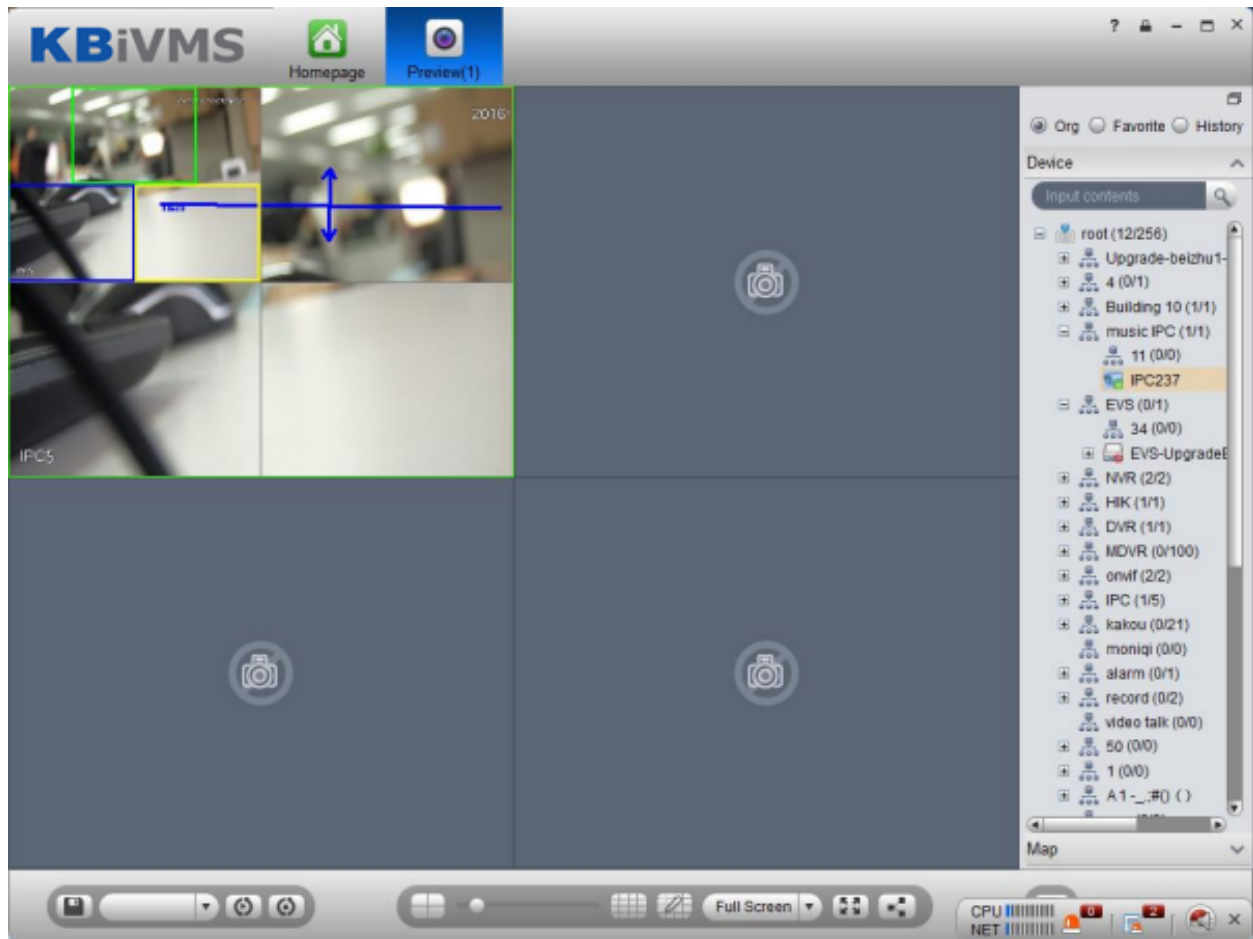 KBiVMS
Homepage
Preview(1)
?
2016
IPC5
Org Favorite History
Device
Input contents
root (12/256)
Upgrade-beizhu1-
4 (0/1)
Building 10 (1/1)
music IPC (1/1)
11 (0/0)
IPC237
EVS (0/1)
34 (0/0)
EVS-UpgradeE
NVR (2/2)
HIK (1/1)
DVR (1/1)
MDVR (0/100)
onvif (2/2)
IPC (1/5)
kakou (0/21)
moniqi (0/0)
alarm (0/1)
record (0/2)
video talk (0/0)
50 (0/0)
1 (0/0)
A1-_.;#() ( )
Map
Full Screen
CPU
0
2
NET